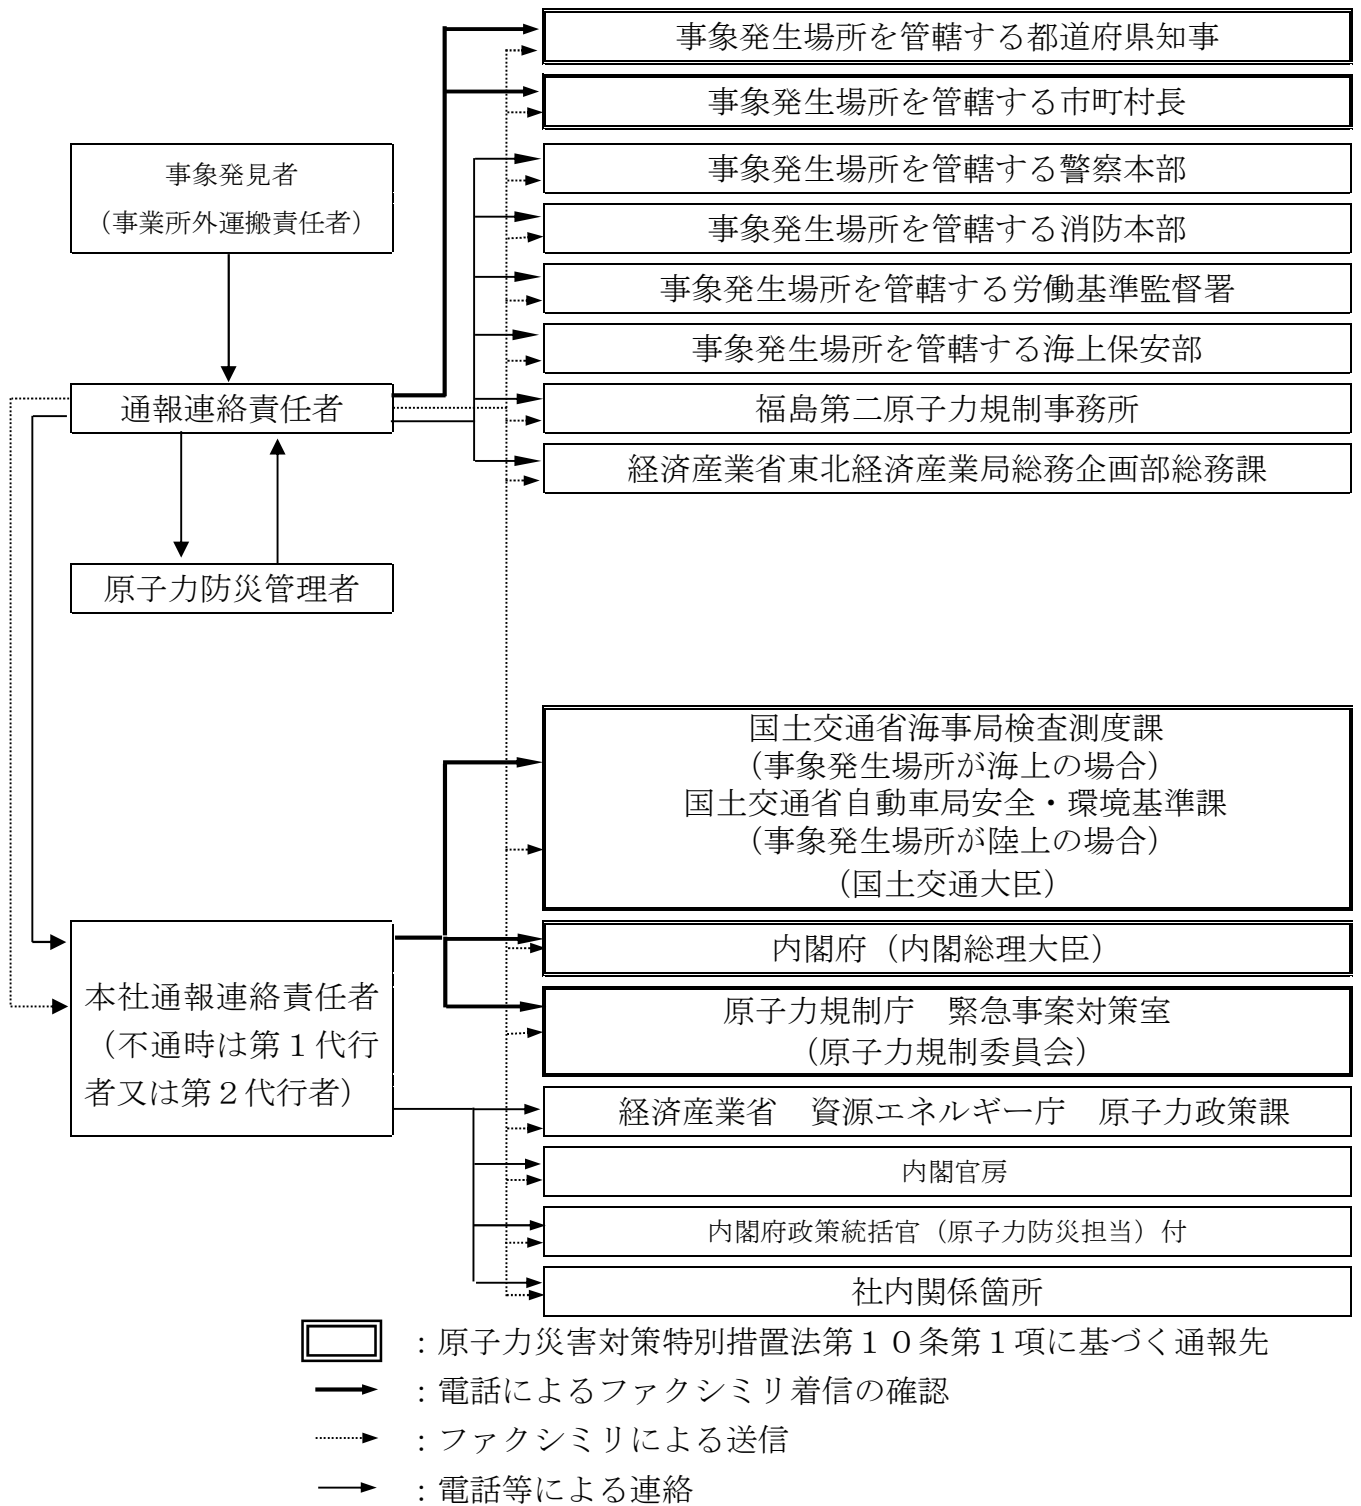 事象発生場所を管轄する都道府県知事
事象発生場所を管轄する市町村長
事象発見者
（事業所外運搬責任者）
事象発生場所を管轄する警察本部
事象発生場所を管轄する消防本部
事象発生場所を管轄する労働基準監督署
事象発生場所を管轄する海上保安部
通報連絡責任者
福島第二原子力規制事務所
経済産業省東北経済産業局総務企画部総務課
原子力防災管理者
国土交通省海事局検査測度課
（事象発生場所が海上の場合）
国土交通省自動車局安全・環境基準課
（事象発生場所が陸上の場合）
（国土交通大臣）
内閣府（内閣総理大臣）
本社通報連絡責任者
（不通時は第１代行
者又は第２代行者）
原子力規制庁　緊急事案対策室
（原子力規制委員会）
経済産業省　資源エネルギー庁　原子力政策課
内閣官房
内閣府政策統括官（原子力防災担当）付
社内関係箇所
：原子力災害対策特別措置法第１０条第１項に基づく通報先
：電話によるファクシミリ着信の確認
：ファクシミリによる送信
：電話等による連絡